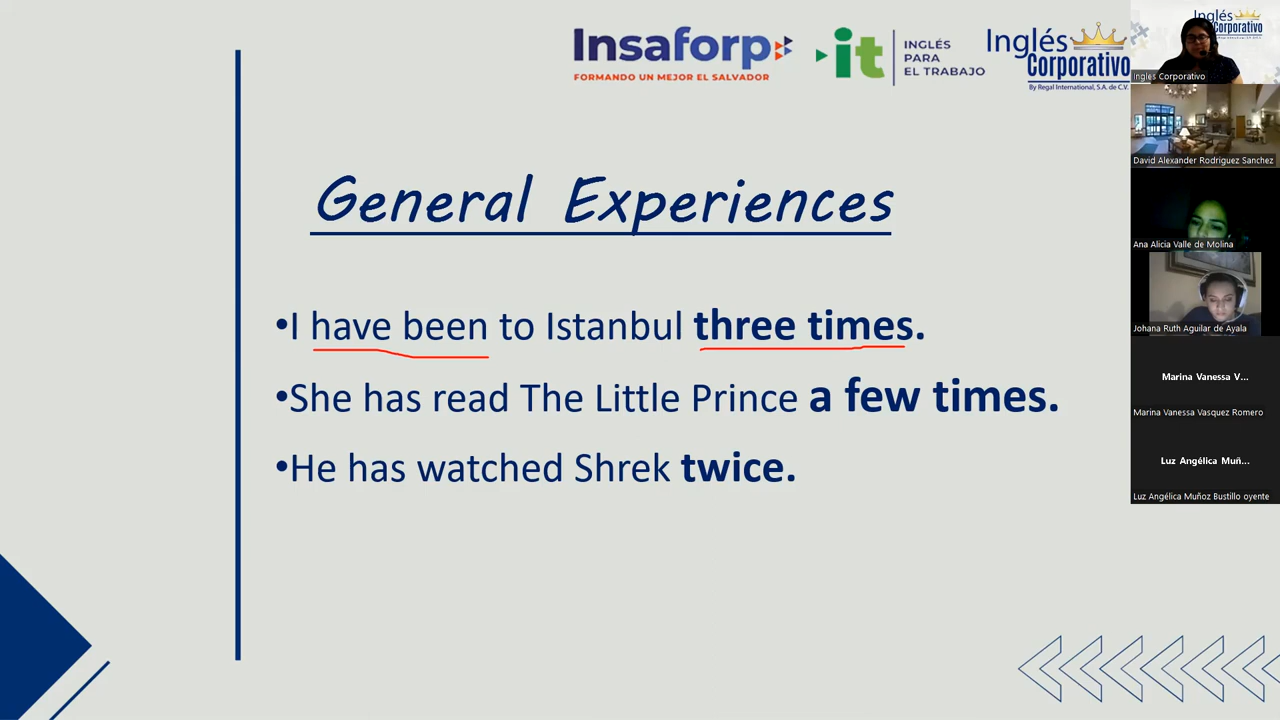 Insaforp
FORMANDO UN MEJOR EL SALVADOR
it
INGLÉS
PARA
EL TRABAJO
Inglés
Corporativo
By Regal International, S.A. de C.V.
General Experiences
•I have been to Istanbul three times.
•She has read The Little Prince a few times.
•He has watched Shrek twice.
Inglés
Corporativo
Ingles Corporativo
David Alexander Rodriguez Sanchez
Ana Alicia Valle de Molina
Johana Ruth Aguilar de Ayala
Marina Vanessa V...
Marina Vanessa Vasquez Romero
Luz Angélica Muñ...
Luz Angélica Muñoz Bustillo oyente